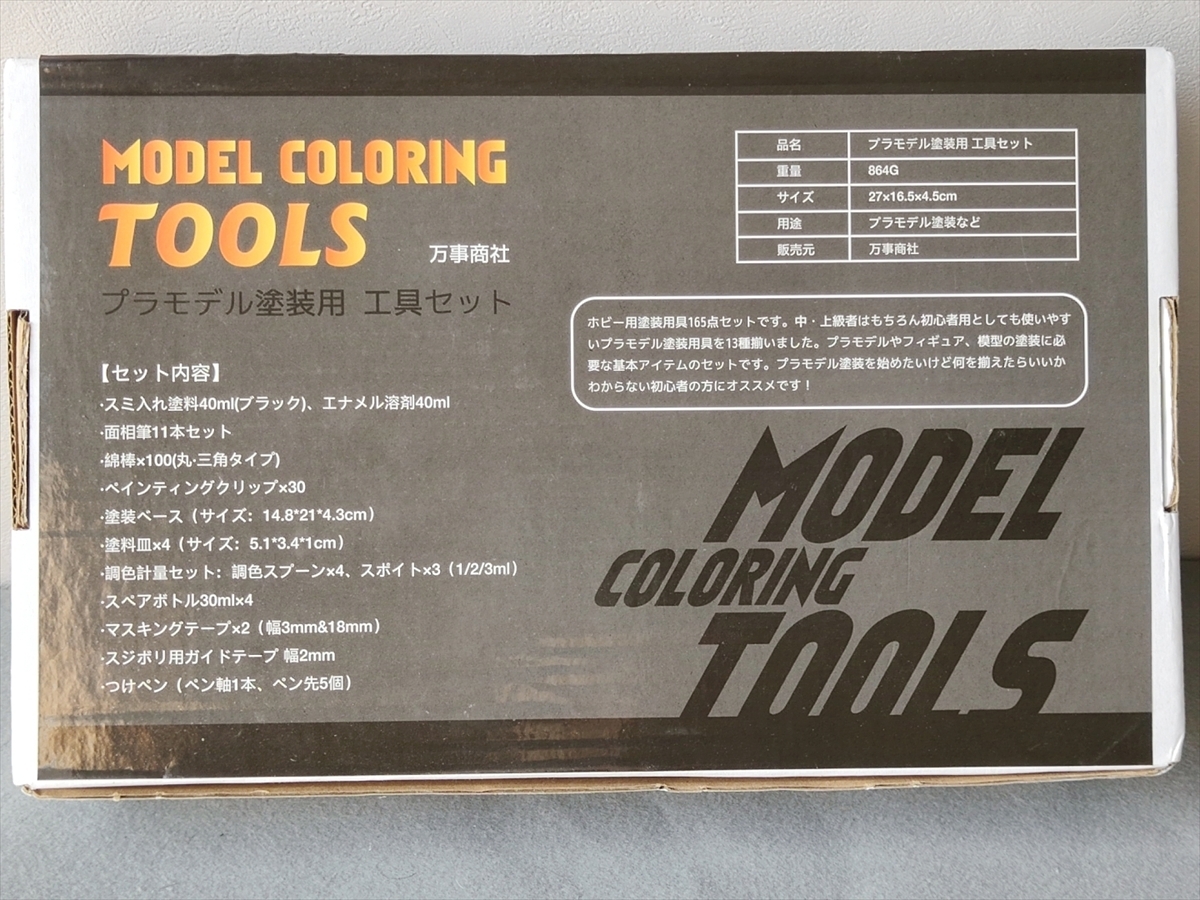 MODEL COLORING
TOOLS
万事商社
プラモデル塗装用 工具セット
【セット内容】
·スミ入れ塗料40ml(ブラック)、エナメル溶剤40ml
·面相筆11本セット
·綿棒×100(丸·三角タイプ)
·ペインティングクリップ×30
·塗装ベース（サイズ：14.8*21*4.3cm）
·塗料皿×4（サイズ：5.1*3.4*1cm）
·調色計量セット：調色スプーン×4、スポイト×3（1/2/3ml）
·スペアボトル30ml×4
·マスキングテープ×2（幅3mm&18mm）
·スジボリ用ガイドテープ 幅2mm
·つけペン（ペン軸1本、ペン先5個）
品名 プラモデル塗装用 工具セット
重量 864G
サイズ 27×16.5×4.5cm
用途 プラモデル塗装など
販売元 万事商社
ホビー用塗装用具165点セットです。中・上級者はもちろん初心者用としても使いやす
いプラモデル塗装用具を13種揃いました。プラモデルやフィギュア、模型の塗装に必
要な基本アイテムのセットです。プラモデル塗装を始めたいけど何を揃えたらいいか
わからない初心者の方にオススメです！
MODEL
COLORING
TOOLS